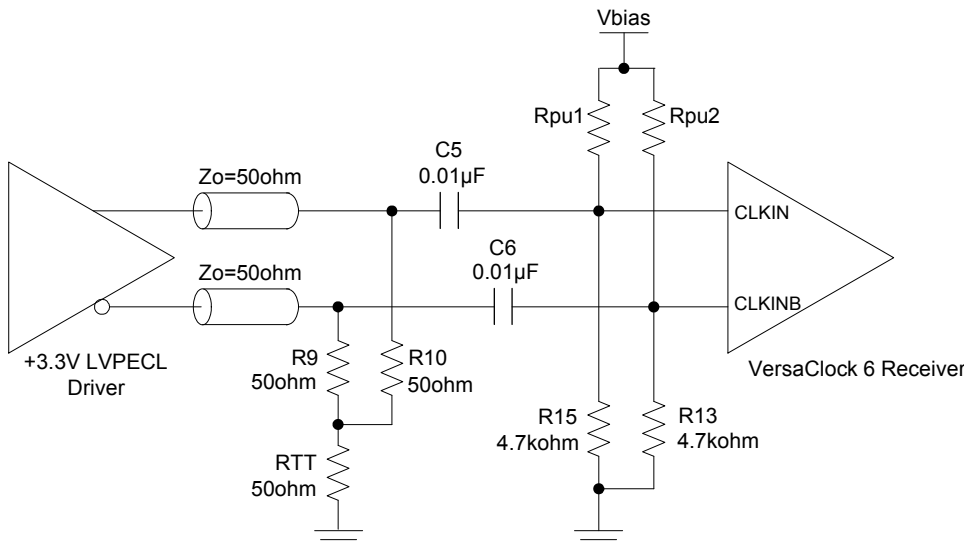 Vbias
Rpu1
Rpu2
C5
0.01µF
Zo=50ohm
CLKIN
C6
0.01µF
Zo=50ohm
CLKINB
+3.3V LVPECL
Driver
R9
50ohm
R10
50ohm
VersaClock 6 Receiver
R15
4.7kohm
R13
4.7kohm
RTT
50ohm